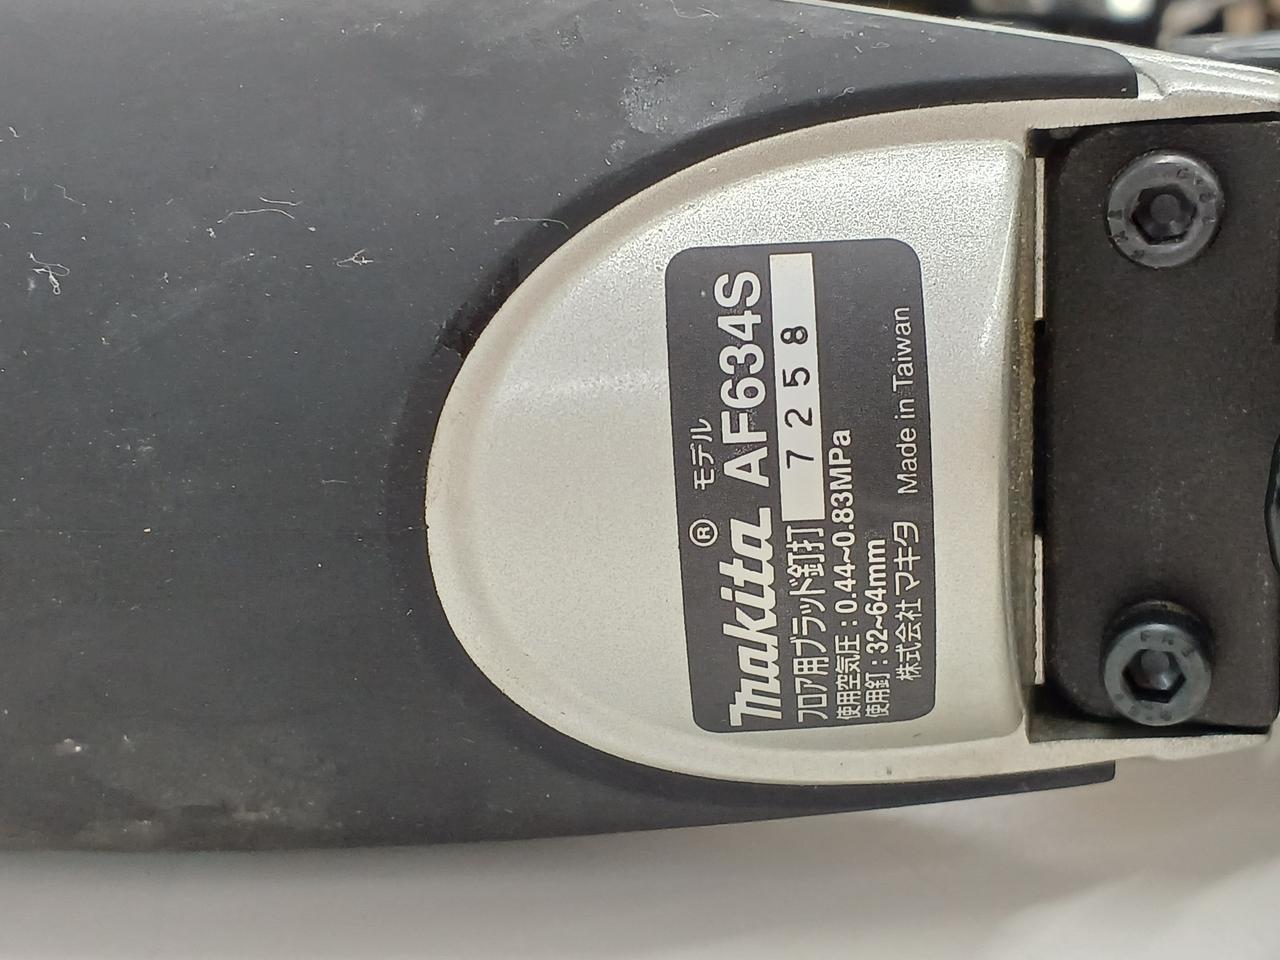 モデル
makita® AF634S
フロア用ブラッド釘打 7258
使用空気圧：0.44~0.83MPa
使用釘：32~64mm
株式会社 マキタ Made in Taiwan